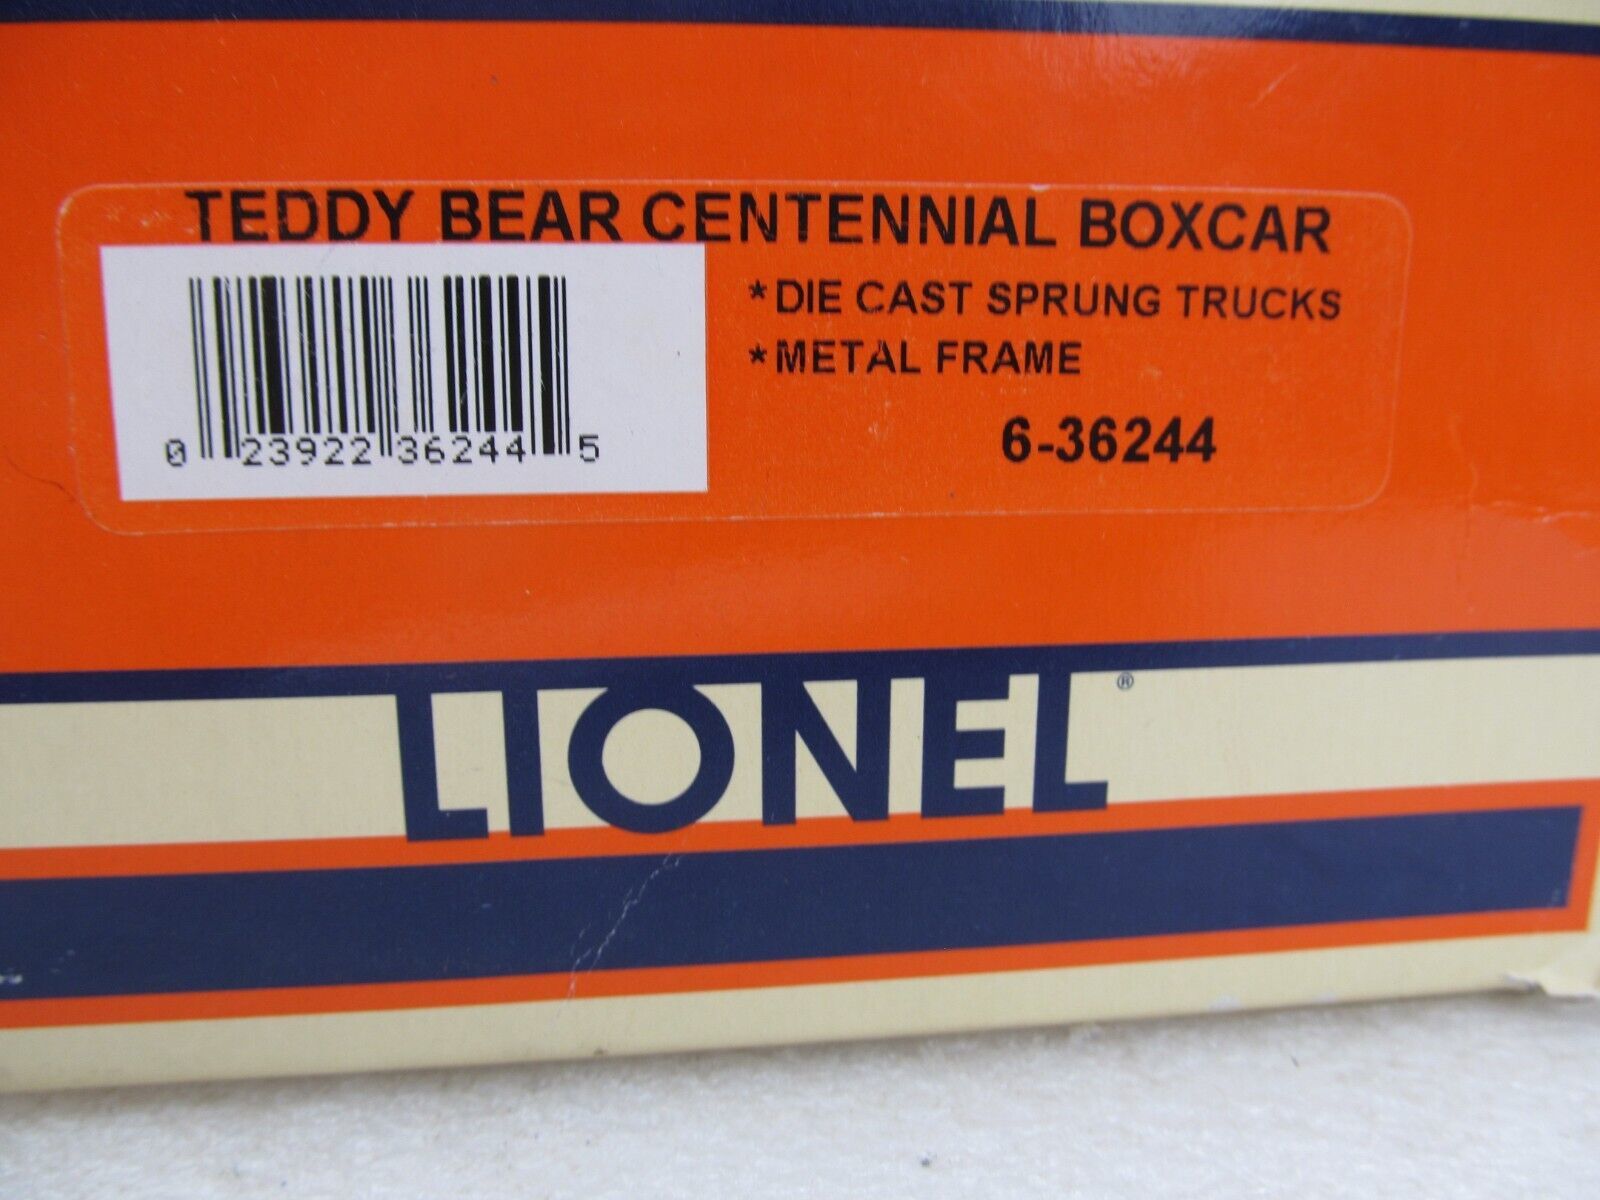 TEDDY BEAR CENTENNIAL BOXCAR
*DIE CAST SPRUNG TRUCKS
*METAL FRAME
0 23922 36244 5
6-36244
LIONEL®